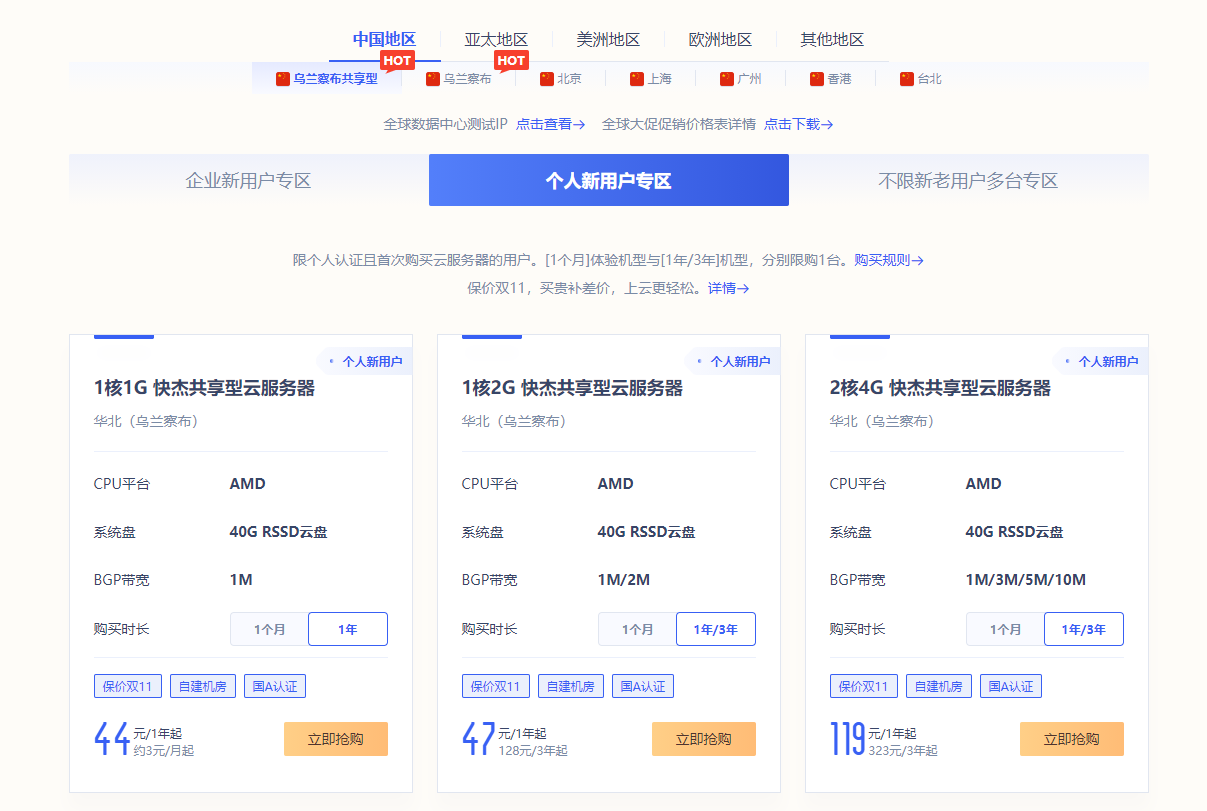 中国地区 亚太地区 美洲地区 欧洲地区 其他地区
HOT HOT
乌兰察布共享型 乌兰察布 北京 上海 广州 香港 台北
全球数据中心测试IP 点击查看→ 全球大促促销价格表详情 点击下载→
企业新用户专区 个人新用户专区 不限新老用户多台专区
限个人认证且首次购买云服务器的用户。[1个月]体验机型与[1年/3年]机型，分别限购1台。购买规则→
保价双11，买贵补差价，上云更轻松。详情→
个人新用户
1核1G 快杰共享型云服务器
华北（乌兰察布）
CPU平台 AMD
系统盘 40G RSSD云盘
BGP带宽 1M
购买时长 1个月 1年
保价双11 自建机房 国A认证
44 元/1年起
约3元/月起
立即抢购
个人新用户
1核2G 快杰共享型云服务器
华北（乌兰察布）
CPU平台 AMD
系统盘 40G RSSD云盘
BGP带宽 1M/2M
购买时长 1个月 1年/3年
保价双11 自建机房 国A认证
47 元/1年起
128元/3年起
立即抢购
个人新用户
2核4G 快杰共享型云服务器
华北（乌兰察布）
CPU平台 AMD
系统盘 40G RSSD云盘
BGP带宽 1M/3M/5M/10M
购买时长 1个月 1年/3年
保价双11 自建机房 国A认证
119 元/1年起
323元/3年起
立即抢购